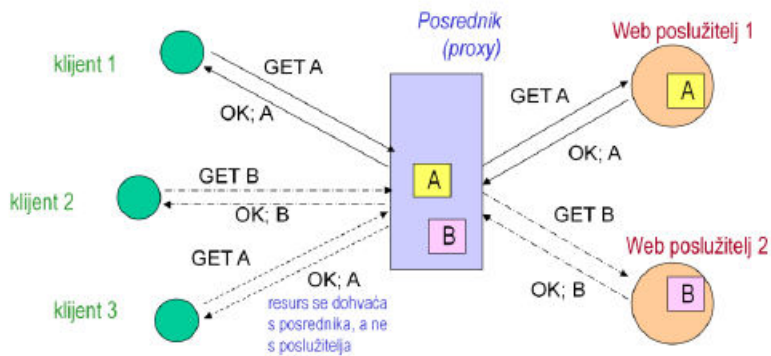 Posrednik
(proxy)
Web poslužitelj 1
klijent 1
GET A
OK; A
GET A
OK; A
A
klijent 2
GET B
OK; B
A
B
GET B
OK; B
Web poslužitelj 2
B
klijent 3
GET A
OK; A
resurs se dohvaća
s posrednika, a ne
s poslužitelja